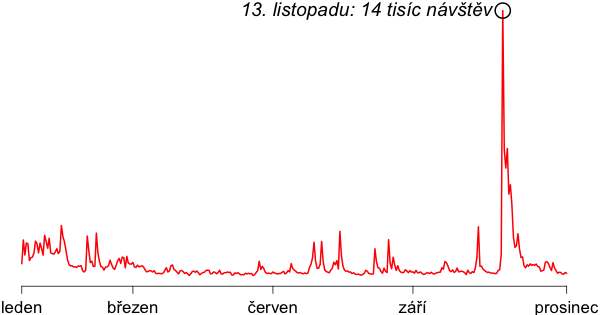 13. listopadu: 14 tisíc návštěv
leden březen červen září prosinec